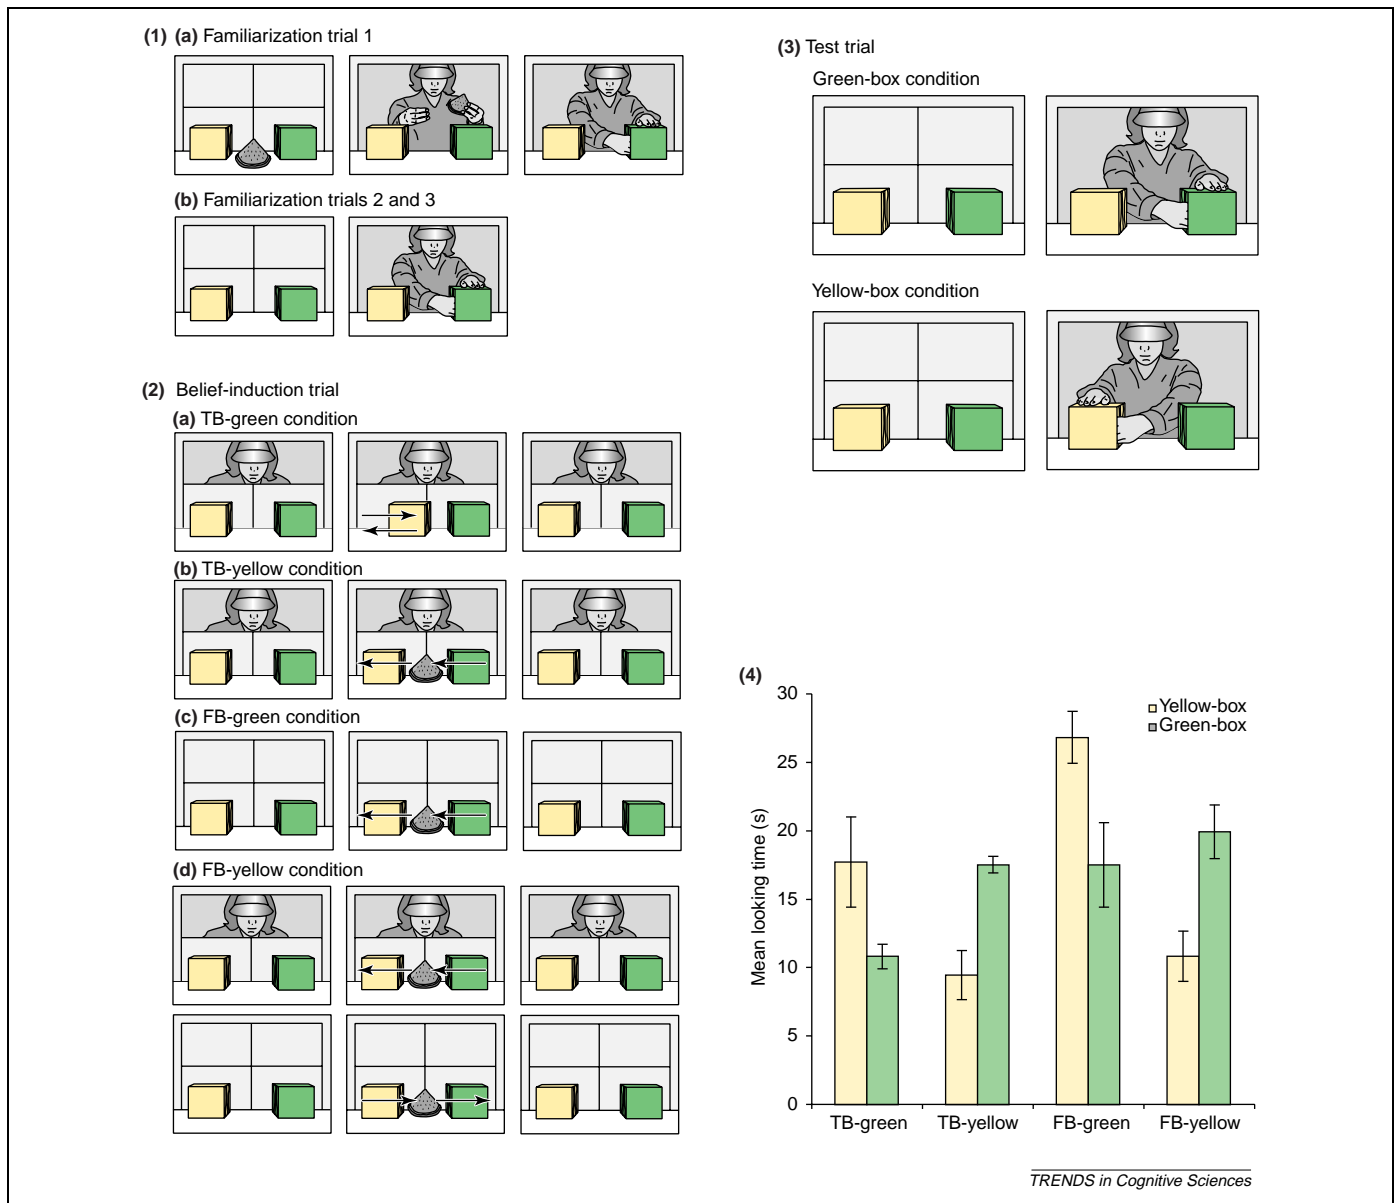 (1) (a) Familiarization trial 1
(b) Familiarization trials 2 and 3
(2) Belief-induction trial
(a) TB-green condition
(b) TB-yellow condition
(c) FB-green condition
(d) FB-yellow condition
(3) Test trial
Green-box condition
Yellow-box condition
(4)
30
25
20
15
10
5
0
Mean looking time (s)
Yellow-box
Green-box
TB-green TB-yellow FB-green FB-yellow
TRENDS in Cognitive Sciences